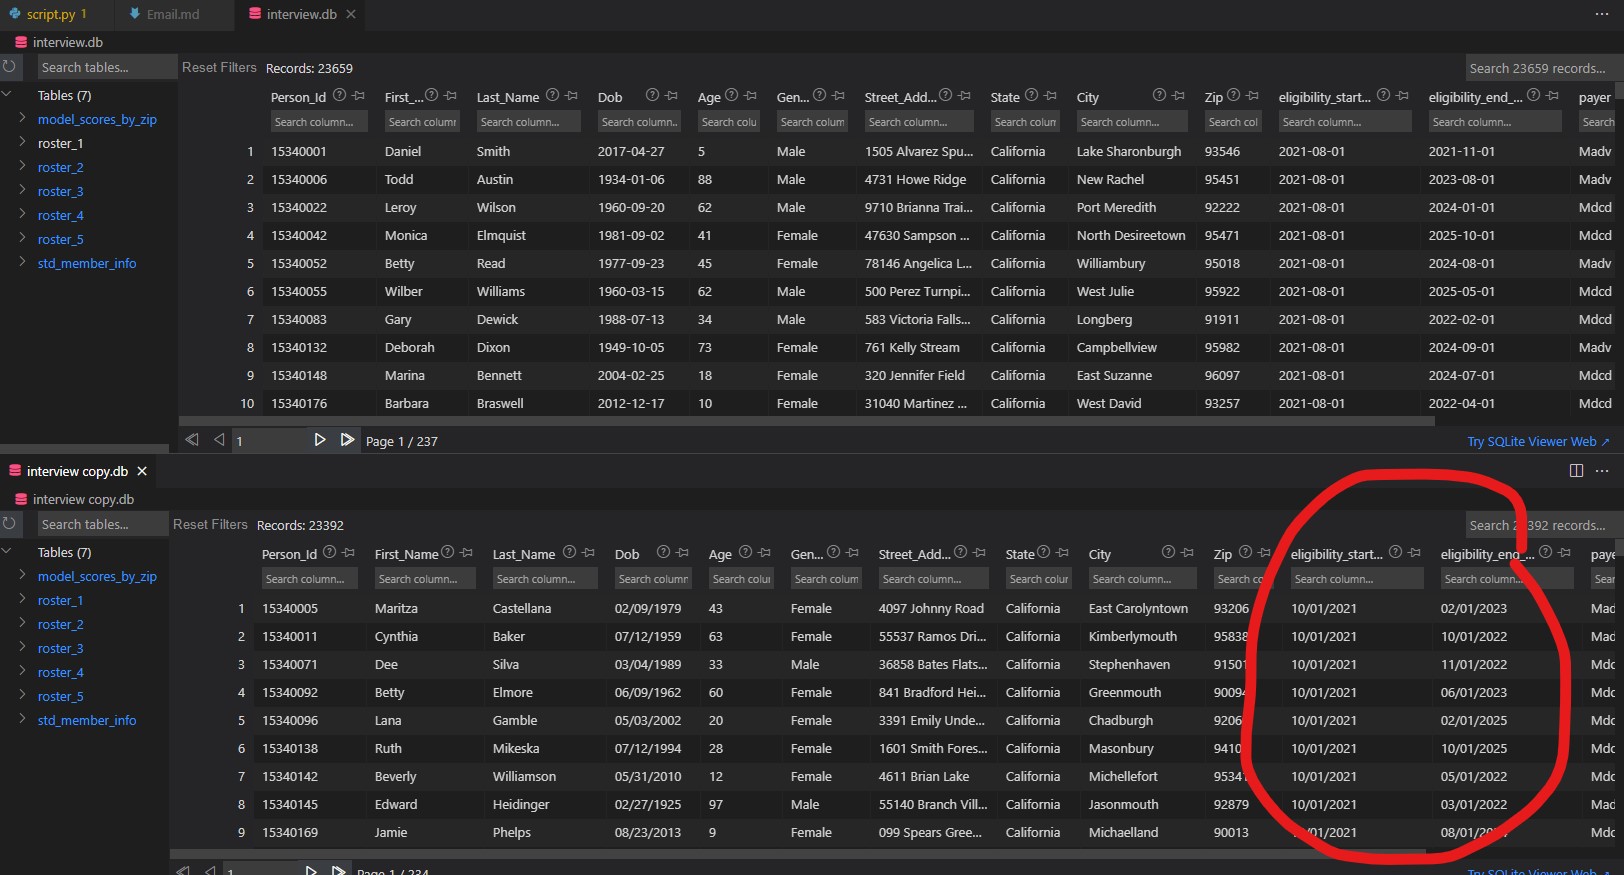 script.py 1 Email.md interview.db
interview.db
Search tables... Reset Filters Records: 23659 Search 23659 records...
Tables (7) Person_Id First_... Last_Name Dob Age Gen... Street_Add... State City Zip eligibility_start... eligibility_end_... payer
Search column... Search colum Search column... Search column.. Search colu Search colum Search column... Search colum Search column... Search col Search column... Search column... Search
model_scores_by_zip
roster_1
roster_2
roster_3
roster_4
roster_5
std_member_info
1 15340001 Daniel Smith 2017-04-27 5 Male 1505 Alvarez Spu... California Lake Sharonburgh 93546 2021-08-01 2021-11-01 Madv
2 15340006 Todd Austin 1934-01-06 88 Male 4731 Howe Ridge California New Rachel 95451 2021-08-01 2023-08-01 Madv
3 15340022 Leroy Wilson 1960-09-20 62 Male 9710 Brianna Trai... California Port Meredith 92222 2021-08-01 2024-01-01 Mdcd
4 15340042 Monica Elmquist 1981-09-02 41 Female 47630 Sampson ... California North Desireetown 95471 2021-08-01 2025-10-01 Mdcd
5 15340052 Betty Read 1977-09-23 45 Female 78146 Angelica L... California Williambury 95018 2021-08-01 2024-08-01 Madv
6 15340055 Wilber Williams 1960-03-15 62 Male 500 Perez Turnpi... California West Julie 95922 2021-08-01 2025-05-01 Mdcd
7 15340083 Gary Dewick 1988-07-13 34 Male 583 Victoria Falls... California Longberg 91911 2021-08-01 2022-02-01 Mdcd
8 15340132 Deborah Dixon 1949-10-05 73 Female 761 Kelly Stream California Campbellview 95982 2021-08-01 2024-09-01 Madv
9 15340148 Marina Bennett 2004-02-25 18 Female 320 Jennifer Field California East Suzanne 96097 2021-08-01 2024-07-01 Mdcd
10 15340176 Barbara Braswell 2012-12-17 10 Female 31040 Martinez ... California West David 93257 2021-08-01 2022-04-01 Mdcd
1 Page 1 / 237 Try SQLite Viewer Web ↗
interview copy.db
interview copy.db
Search tables... Reset Filters Records: 23392 Search 23392 records...
Tables (7) Person_Id First_Name Last_Name Dob Age Gen... Street_Add... State City Zip eligibility_start... eligibility_end_... paye
Search column... Search column... Search column... Search column... Search colur Search colum Search column... Search colum Search column... Search co Search column... Search column... Sear
model_scores_by_zip
roster_1
roster_2
roster_3
roster_4
roster_5
std_member_info
1 15340005 Maritza Castellana 02/09/1979 43 Female 4097 Johnny Road California East Carolyntown 93206 10/01/2021 02/01/2023 Mad
2 15340011 Cynthia Baker 07/12/1959 63 Female 55537 Ramos Dri... California Kimberlymouth 95838 10/01/2021 10/01/2022 Mad
3 15340071 Dee Silva 03/04/1989 33 Male 36858 Bates Flats... California Stephenhaven 91501 10/01/2021 11/01/2022 Mdc
4 15340092 Betty Elmore 06/09/1962 60 Female 841 Bradford Hei... California Greenmouth 90094 10/01/2021 06/01/2023 Mdc
5 15340096 Lana Gamble 05/03/2002 20 Female 3391 Emily Unde... California Chadburgh 9206 10/01/2021 02/01/2025 Mdc
6 15340138 Ruth Mikeska 07/12/1994 28 Female 1601 Smith Fores... California Masonbury 9410 10/01/2021 10/01/2025 Mdc
7 15340142 Beverly Williamson 05/31/2010 12 Female 4611 Brian Lake California Michellefort 9534 10/01/2021 05/01/2022 Mdc
8 15340145 Edward Heidinger 02/27/1925 97 Male 55140 Branch Vill... California Jasonmouth 92879 10/01/2021 03/01/2022 Mad
9 15340169 Jamie Phelps 08/23/2013 9 Female 099 Spears Gree... California Michaelland 90013 /2021 08/01/ Mdc
1 Page 1 / 234 Try SQLite Viewer Web ↗